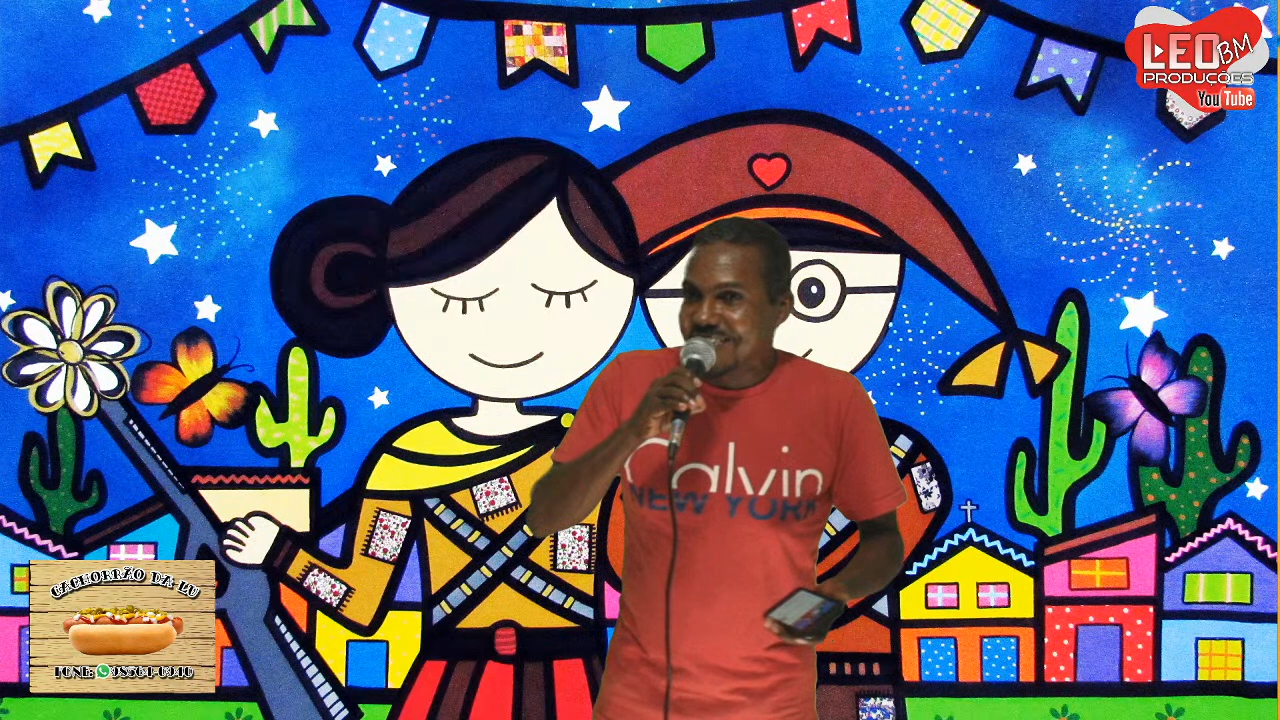 LEO BM
PRODUÇÕES
YouTube
Calvin
NEW YORK
CACHORRÃO DA LU